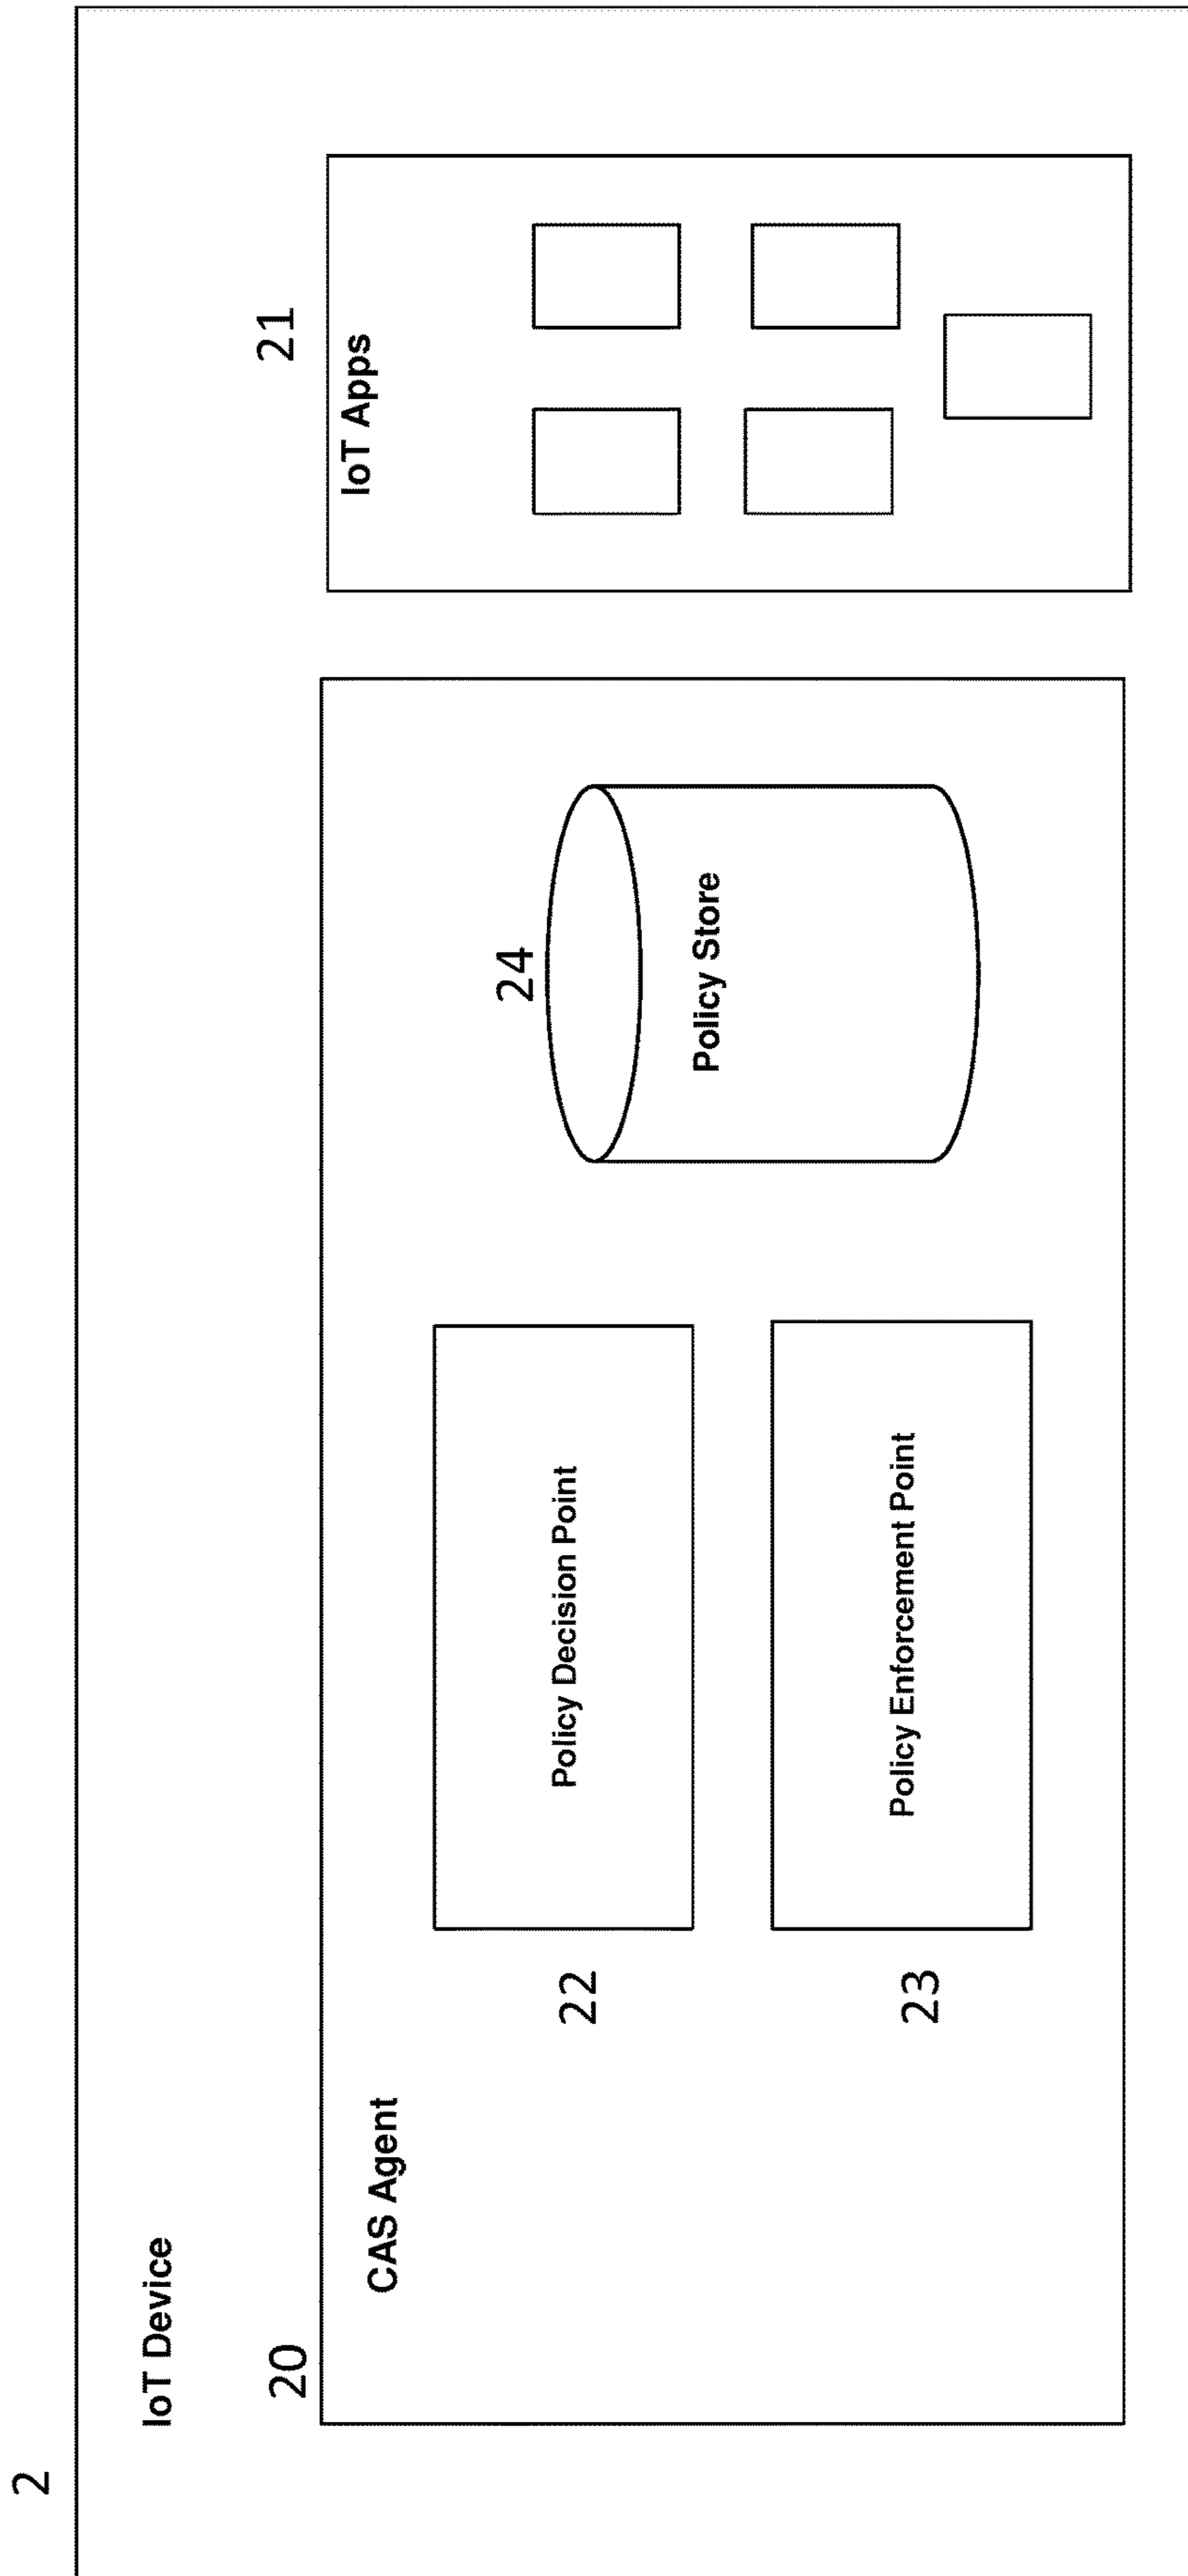 2
IoT Device
20
CAS Agent
22
Policy Decision Point
23
Policy Enforcement Point
24
Policy Store
21
IoT Apps